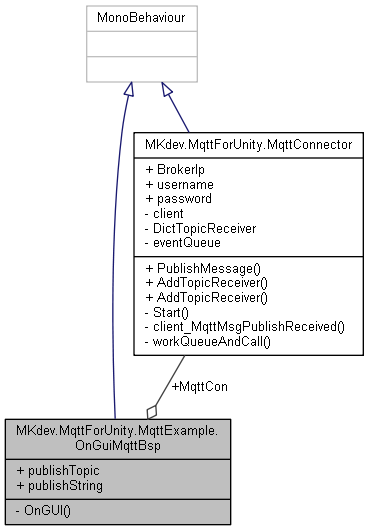 MonoBehaviour
MKdev.MqttForUnity.MqttConnector
+ BrokerIp
+ username
+ password
- client
- DictTopicReceiver
- eventQueue
+ PublishMessage()
+ AddTopicReceiver()
+ AddTopicReceiver()
- Start()
- client_MqttMsgPublishReceived()
- workQueueAndCall()
+MqttCon
MKdev.MqttForUnity.MqttExample.
OnGuiMqttBsp
+ publishTopic
+ publishString
- OnGUI()